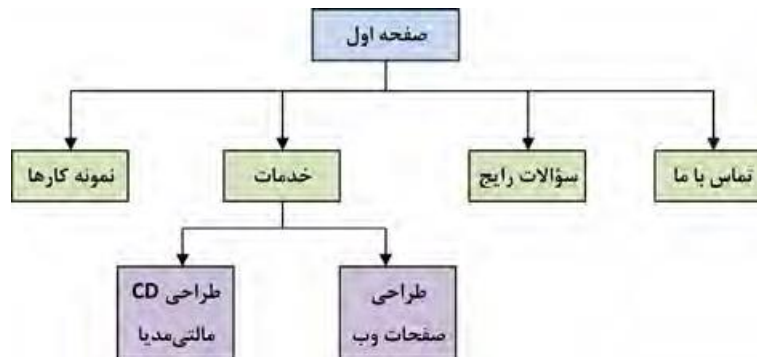 صفحه اول
تماس با ما
سؤالات رایج
خدمات
نمونه کارها
طراحی
صفحات وب
طراحی CD
مالتی‌مدیا